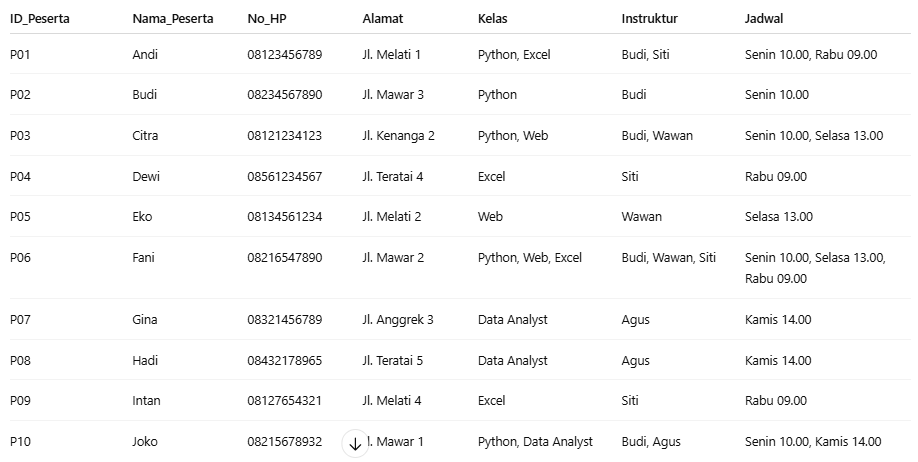 ID_Peserta Nama_Peserta No_HP Alamat Kelas Instruktur Jadwal
P01 Andi 08123456789 Jl. Melati 1 Python, Excel Budi, Siti Senin 10.00, Rabu 09.00
P02 Budi 08234567890 Jl. Mawar 3 Python Budi Senin 10.00
P03 Citra 08121234123 Jl. Kenanga 2 Python, Web Budi, Wawan Senin 10.00, Selasa 13.00
P04 Dewi 08561234567 Jl. Teratai 4 Excel Siti Rabu 09.00
P05 Eko 08134561234 Jl. Melati 2 Web Wawan Selasa 13.00
P06 Fani 08216547890 Jl. Mawar 2 Python, Web, Excel Budi, Wawan, Siti Senin 10.00, Selasa 13.00,
Rabu 09.00
P07 Gina 08321456789 Jl. Anggrek 3 Data Analyst Agus Kamis 14.00
P08 Hadi 08432178965 Jl. Teratai 5 Data Analyst Agus Kamis 14.00
P09 Intan 08127654321 Jl. Melati 4 Excel Siti Rabu 09.00
P10 Joko 08215678932 l. Mawar 1 Python, Data Analyst Budi, Agus Senin 10.00, Kamis 14.00